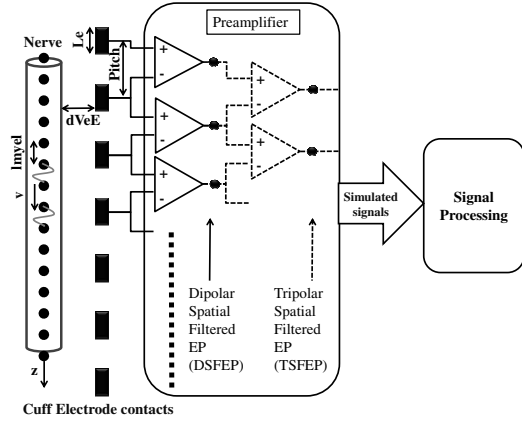 Preamplifier
Nerve
Le
Pitch
dVeE
lmyel
v
z
+
-
+
-
+
-
+
-
+
-
Simulated
signals
Signal
Processing
Dipolar
Spatial
Filtered
EP
(DSFEP)
Tripolar
Spatial
Filtered
EP
(TSFEP)
Cuff Electrode contacts